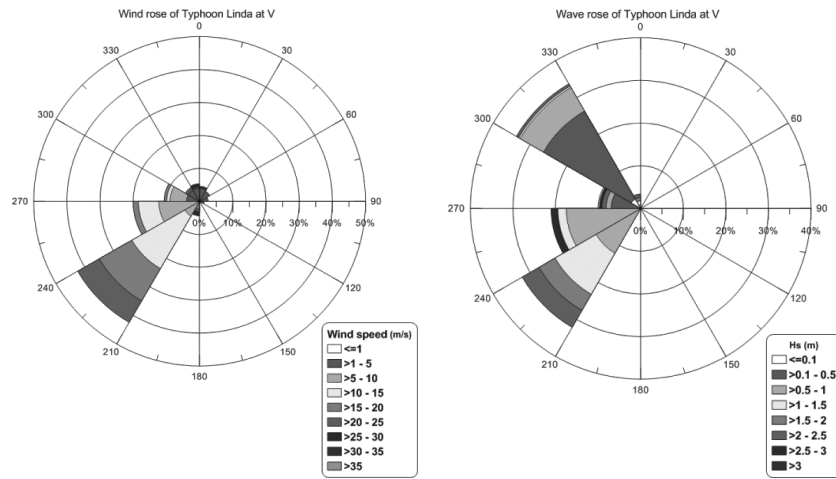 Wind rose of Typhoon Linda at V
0
30
60
90
120
150
180
210
240
270
300
330
0% 10% 20% 30% 40% 50%
Wind speed (m/s)
<=1
>1 - 5
>5 - 10
>10 - 15
>15 - 20
>20 - 25
>25 - 30
>30 - 35
>35
Wave rose of Typhoon Linda at V
0
30
60
90
120
150
180
210
240
270
300
330
0% 10% 20% 30% 40%
Hs (m)
<=0.1
>0.1 - 0.5
>0.5 - 1
>1 - 1.5
>1.5 - 2
>2 - 2.5
>2.5 - 3
>3